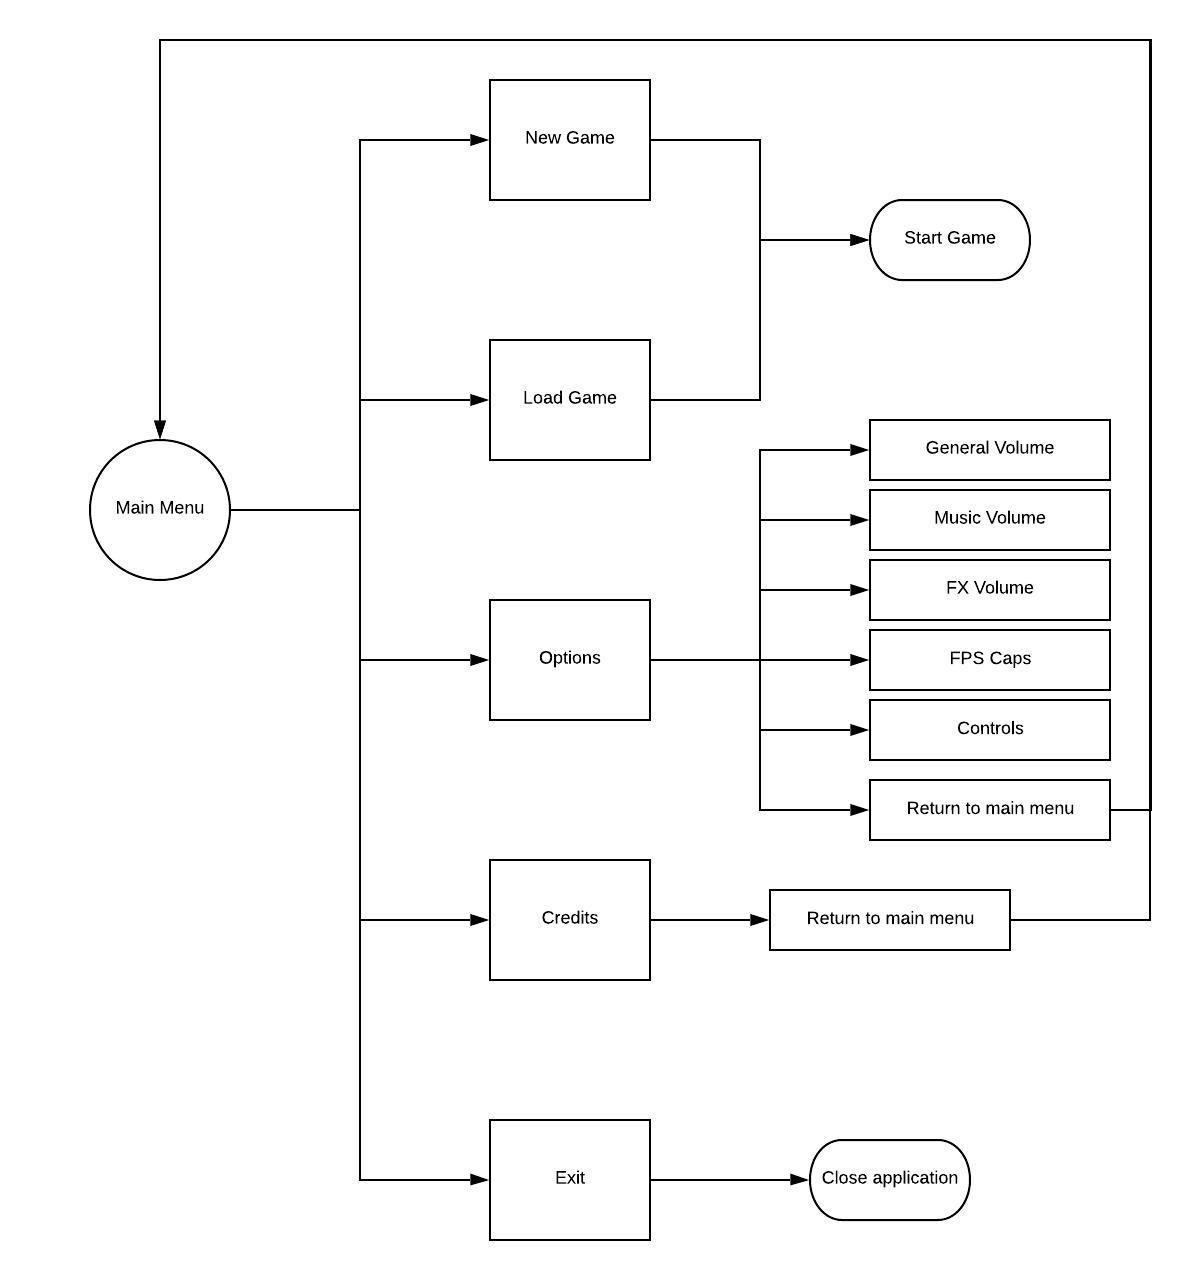 New Game
Start Game
Load Game
General Volume
Main Menu
Music Volume
FX Volume
Options
FPS Caps
Controls
Return to main menu
Credits
Return to main menu
Exit
Close application